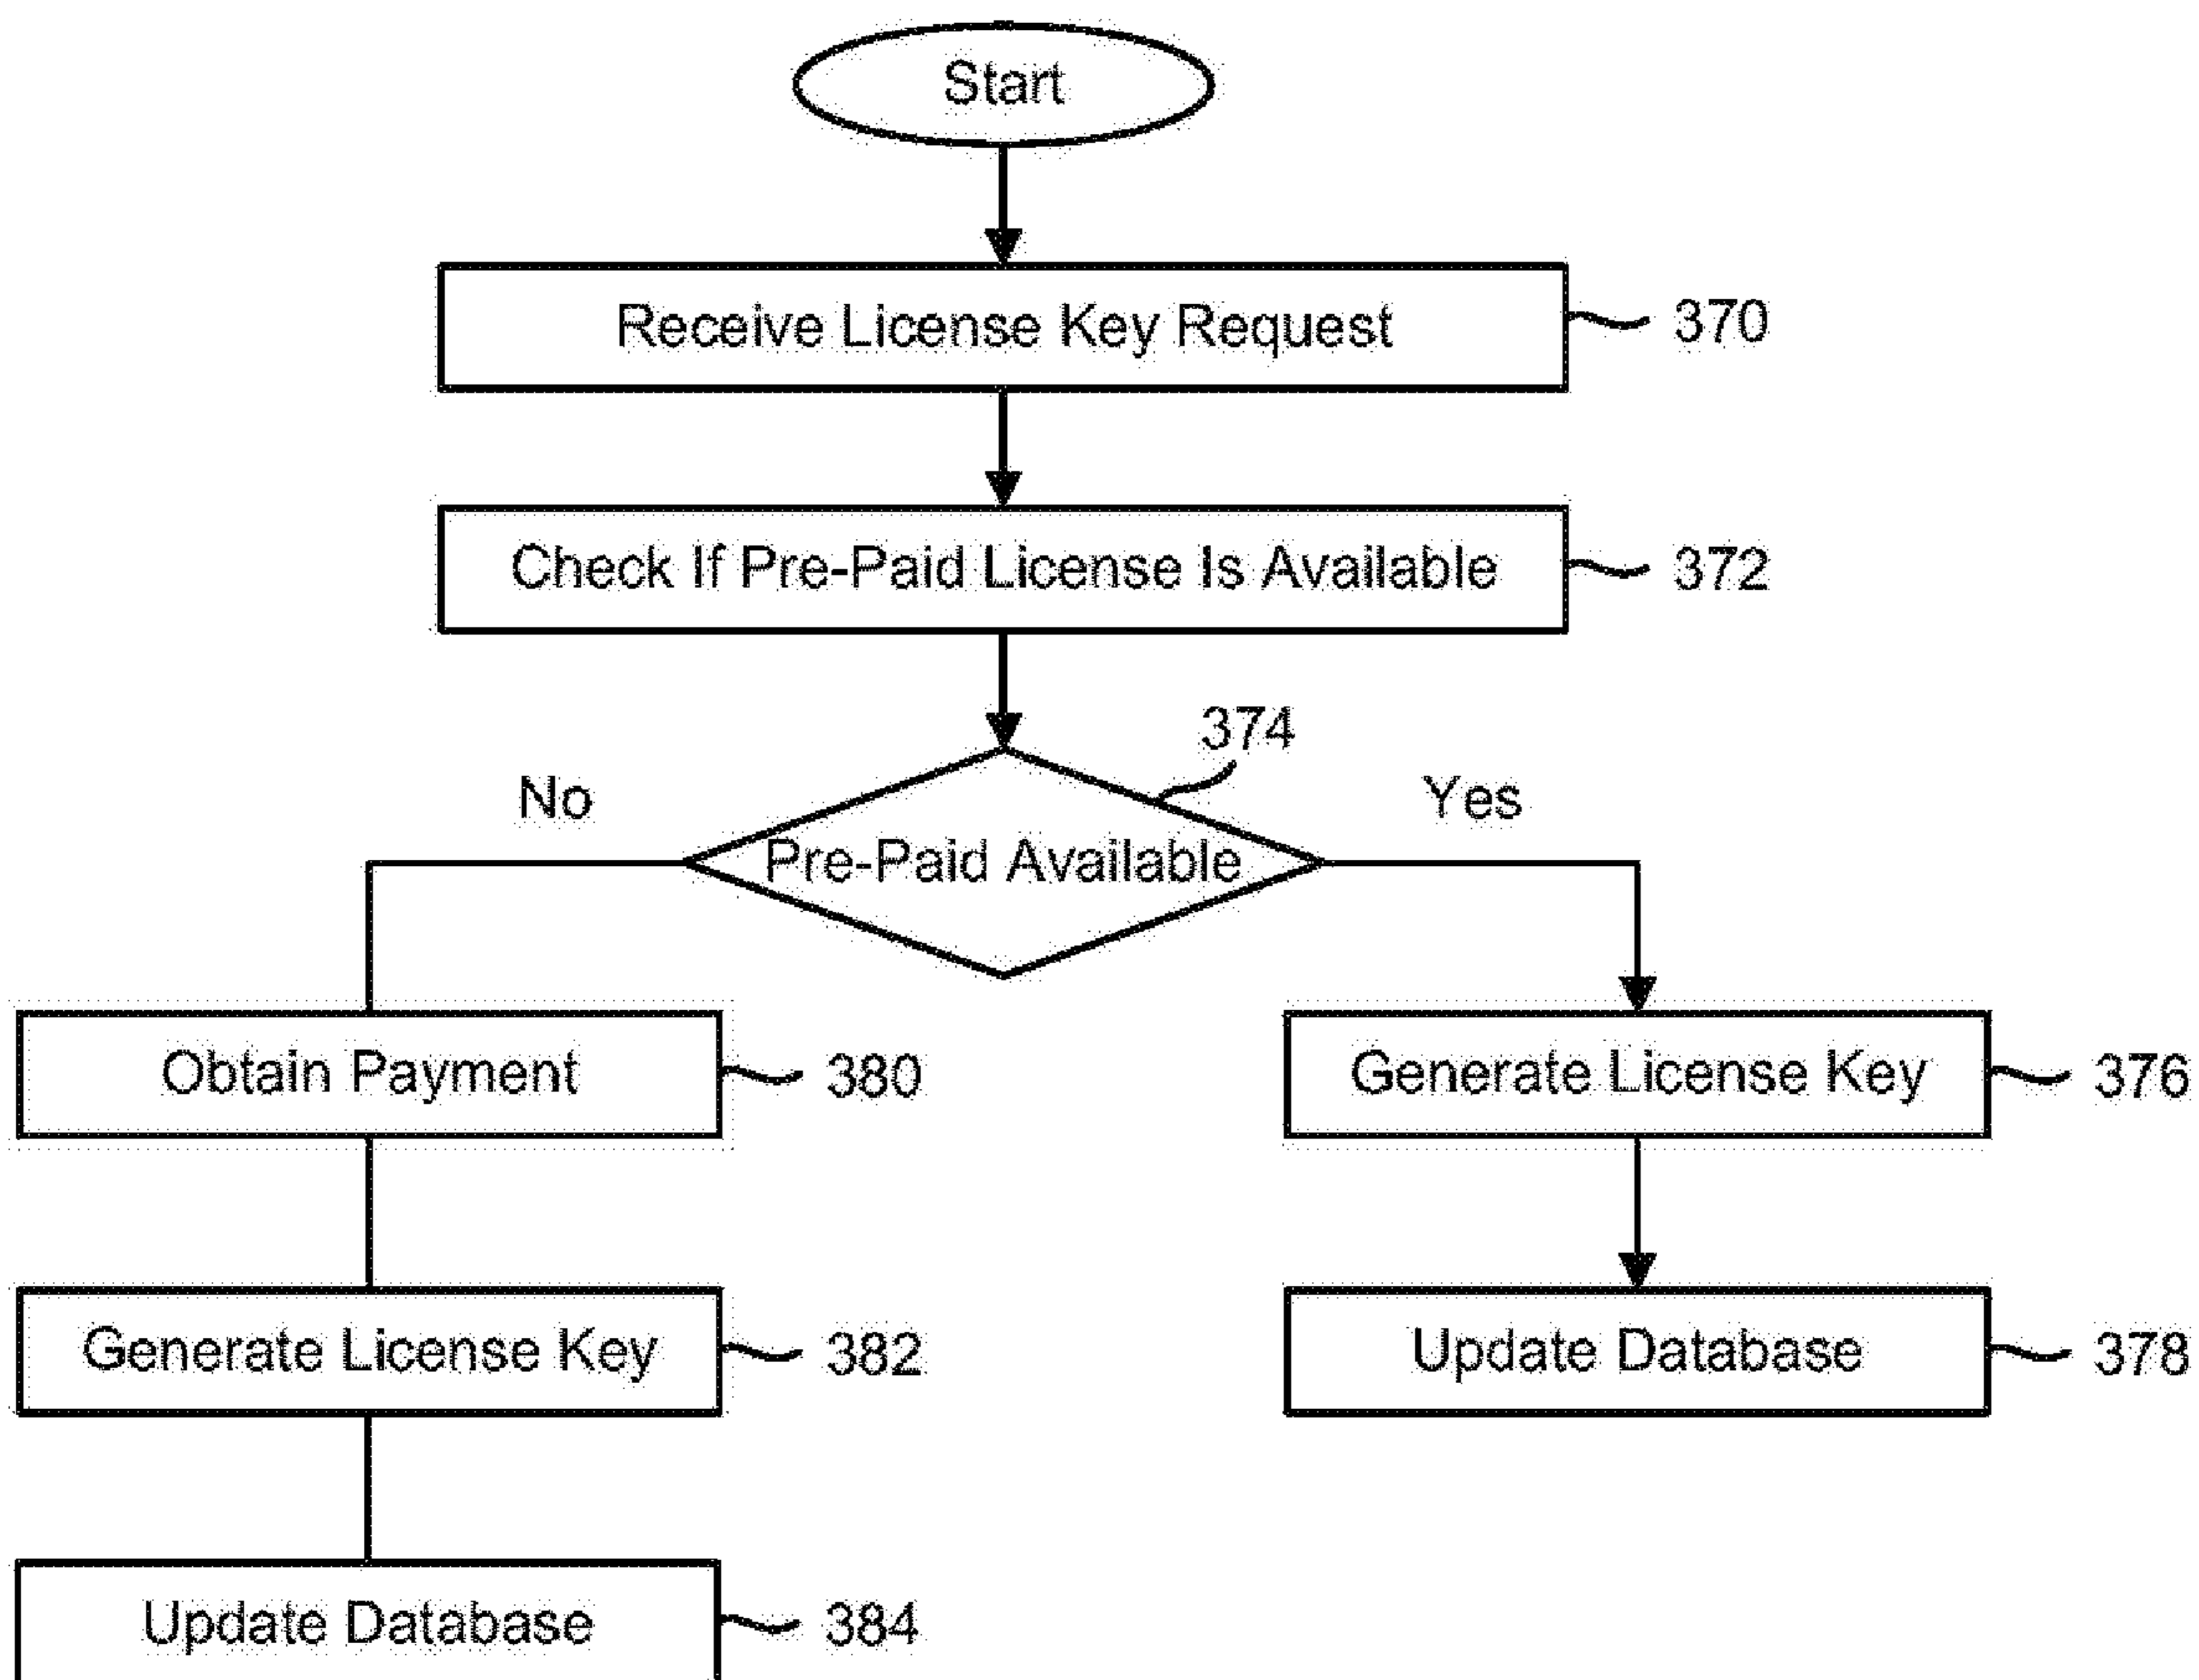 Start
Receive License Key Request
370
Check If Pre-Paid License Is Available
372
374
No
Yes
Pre-Paid Available
Obtain Payment
380
Generate License Key
376
Generate License Key
382
Update Database
378
Update Database
384